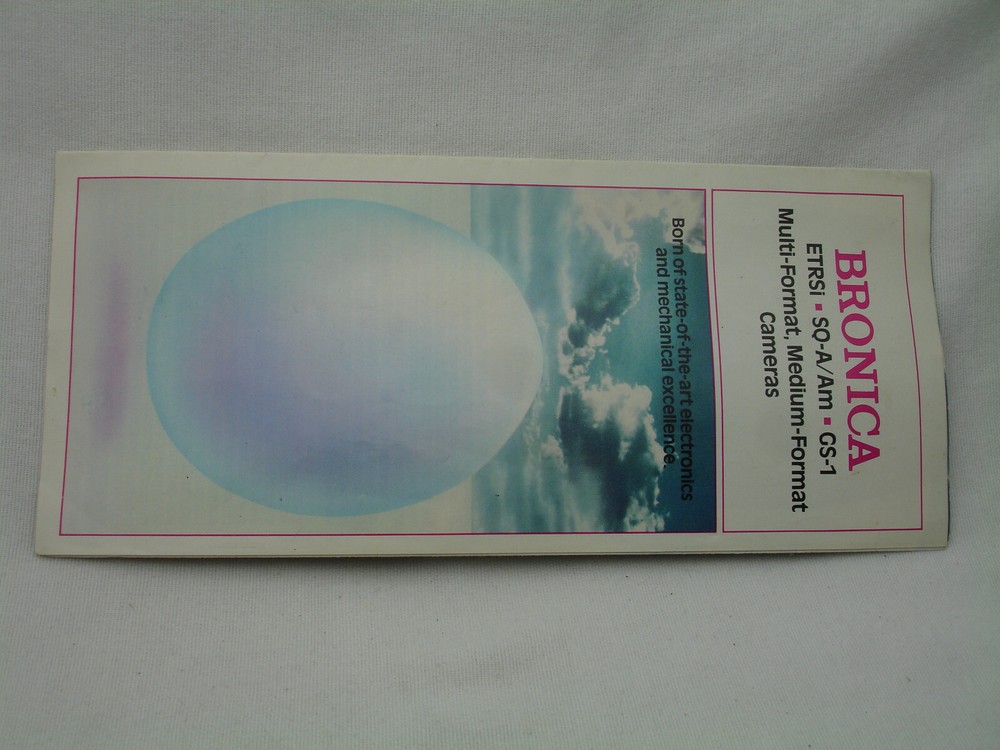 BRONICA
ETRSi ▪ SQ-A/Am ▪ GS-1
Multi-Format, Medium-Format
Cameras
Born of state-of-the-art electronics
and mechanical excellence.